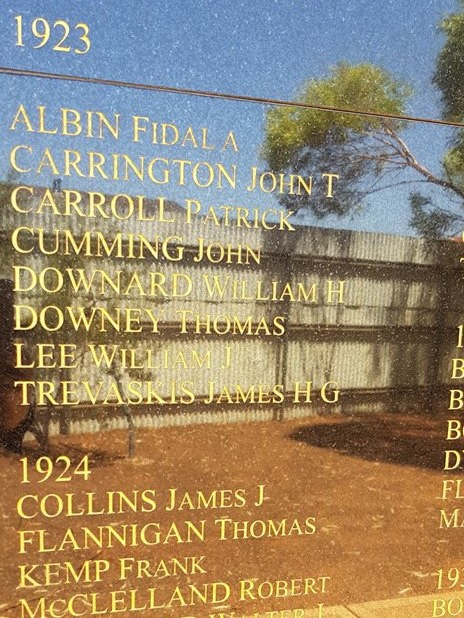 1923
ALBIN FIDAL A
CARRINGTON JOHN T
CARROLL PATRICK
CUMMING JOHN
DOWNARD WILLIAM H
DOWNEY THOMAS
LEE WILLIAM J
TREVASKIS JAMES H G
1924
COLLINS JAMES J
FLANNIGAN THOMAS
KEMP FRANK
MCCLELLAND ROBERT
WALTER J